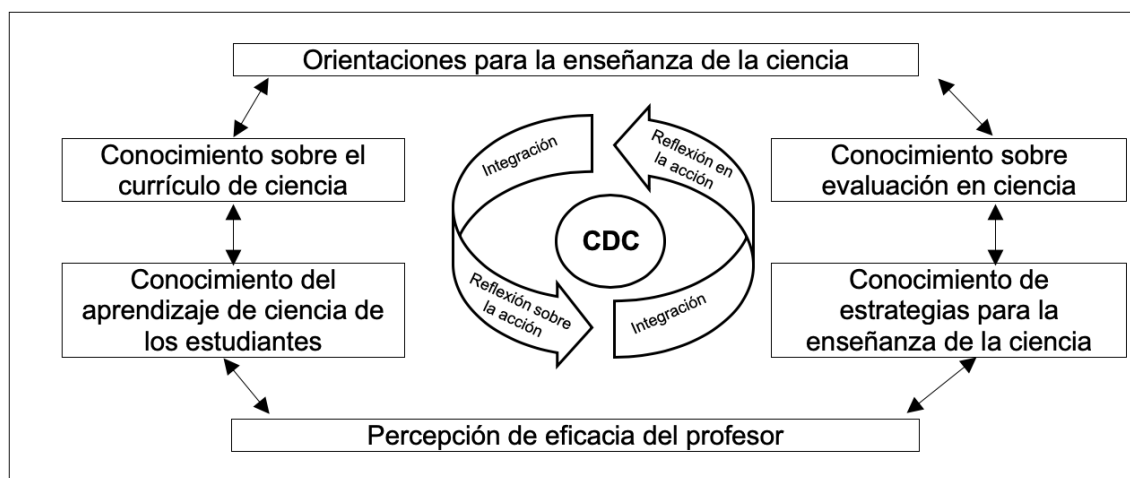 Orientaciones para la enseñanza de la ciencia
Conocimiento sobre el
currículo de ciencia
Integración
Reflexión en
la acción
Conocimiento sobre
evaluación en ciencia
CDC
Conocimiento del
aprendizaje de ciencia de
los estudiantes
Reflexión sobre
la acción
Integración
Conocimiento de
estrategias para la
enseñanza de la ciencia
Percepción de eficacia del profesor